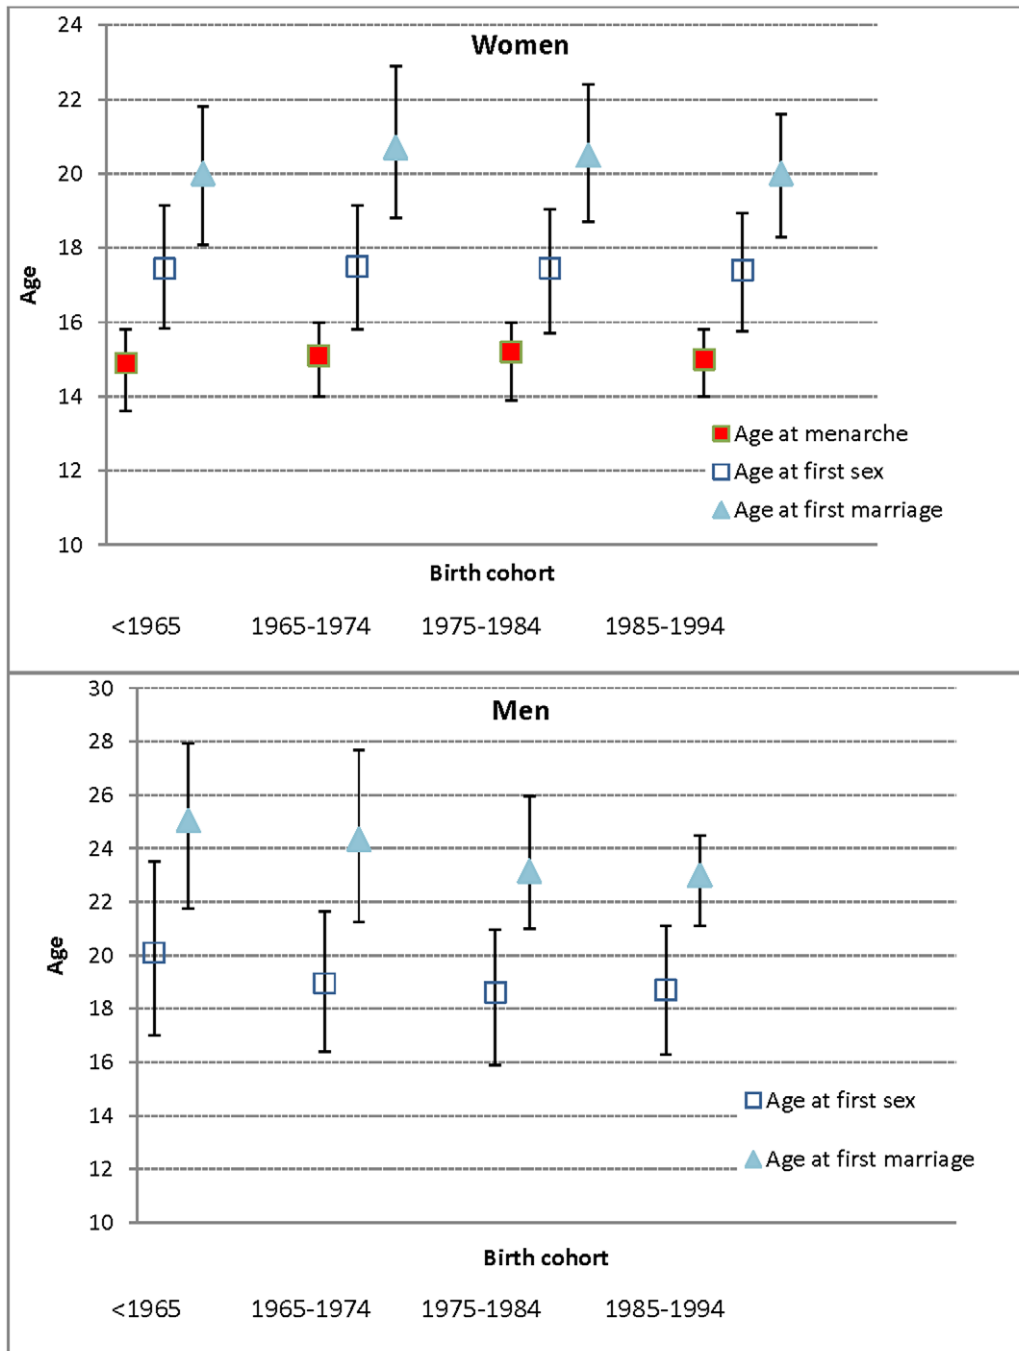 Women
24
22
20
18
16
14
12
10
Age
Age at menarche
Age at first sex
Age at first marriage
Birth cohort
<1965 1965-1974 1975-1984 1985-1994
Men
30
28
26
24
22
20
18
16
14
12
10
Age
Age at first sex
Age at first marriage
Birth cohort
<1965 1965-1974 1975-1984 1985-1994